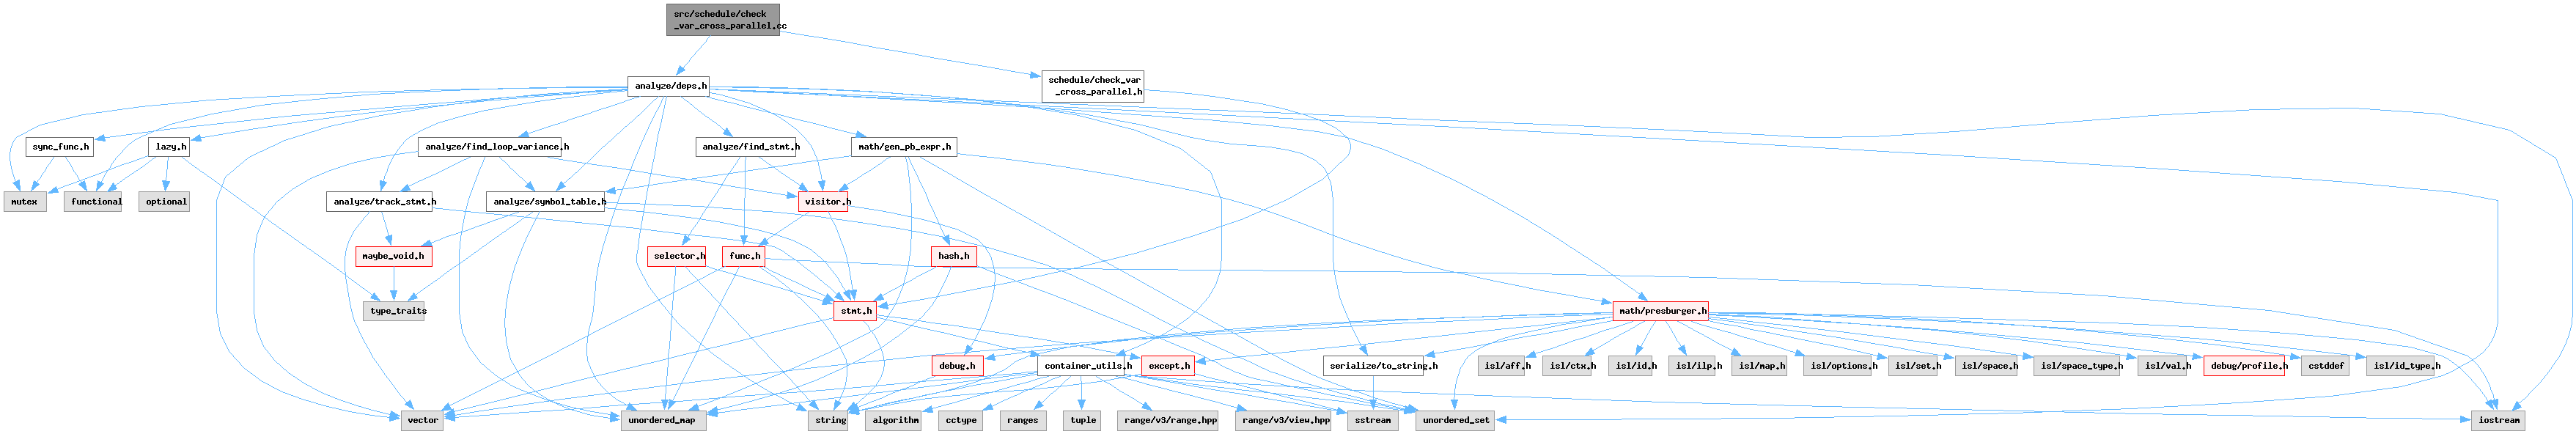 src/schedule/check
_var_cross_parallel.cc
analyze/deps.h
schedule/check_var
_cross_parallel.h
sync_func.h
lazy.h
analyze/find_loop_variance.h
analyze/find_stmt.h
math/gen_pb_expr.h
mutex
functional
optional
analyze/track_stmt.h
analyze/symbol_table.h
visitor.h
maybe_void.h
selector.h
func.h
hash.h
type_traits
stmt.h
math/presburger.h
debug.h
container_utils.h
except.h
serialize/to_string.h
isl/aff.h
isl/ctx.h
isl/id.h
isl/ilp.h
isl/map.h
isl/options.h
isl/set.h
isl/space.h
isl/space_type.h
isl/val.h
debug/profile.h
cstddef
isl/id_type.h
vector
unordered_map
string
algorithm
cctype
ranges
tuple
range/v3/range.hpp
range/v3/view.hpp
sstream
unordered_set
iostream